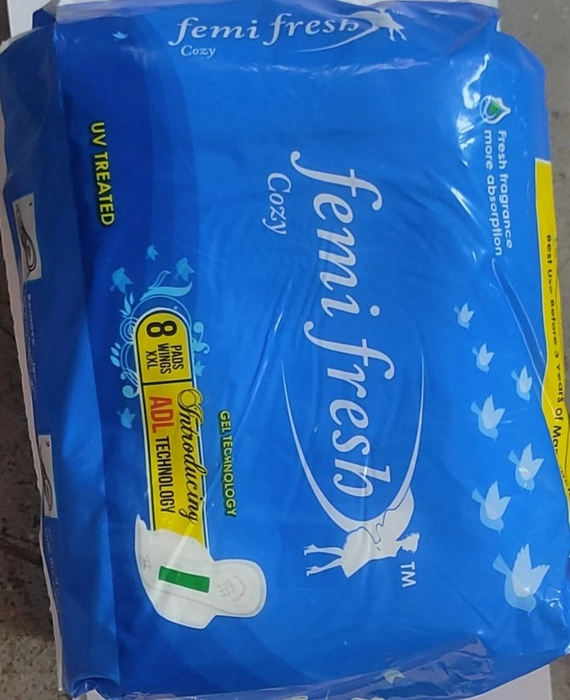 femi fresh
Cozy
Fresh fragrance
more absorption
Best Use Before 3 years of
femi fresh
TM
Cozy
UV TREATED
GEL TECHNOLOGY
8
PADS
WINGS
XXL
Introducing
ADL TECHNOLOGY